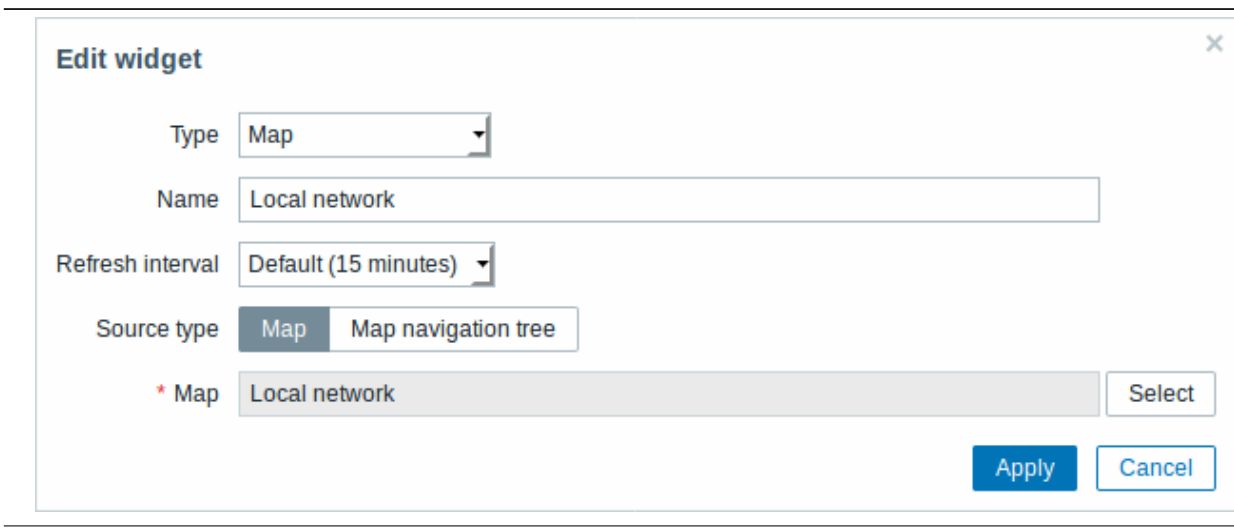 Edit widget
×
Type Map
Name Local network
Refresh interval Default (15 minutes)
Source type Map Map navigation tree
* Map Local network Select
Apply Cancel